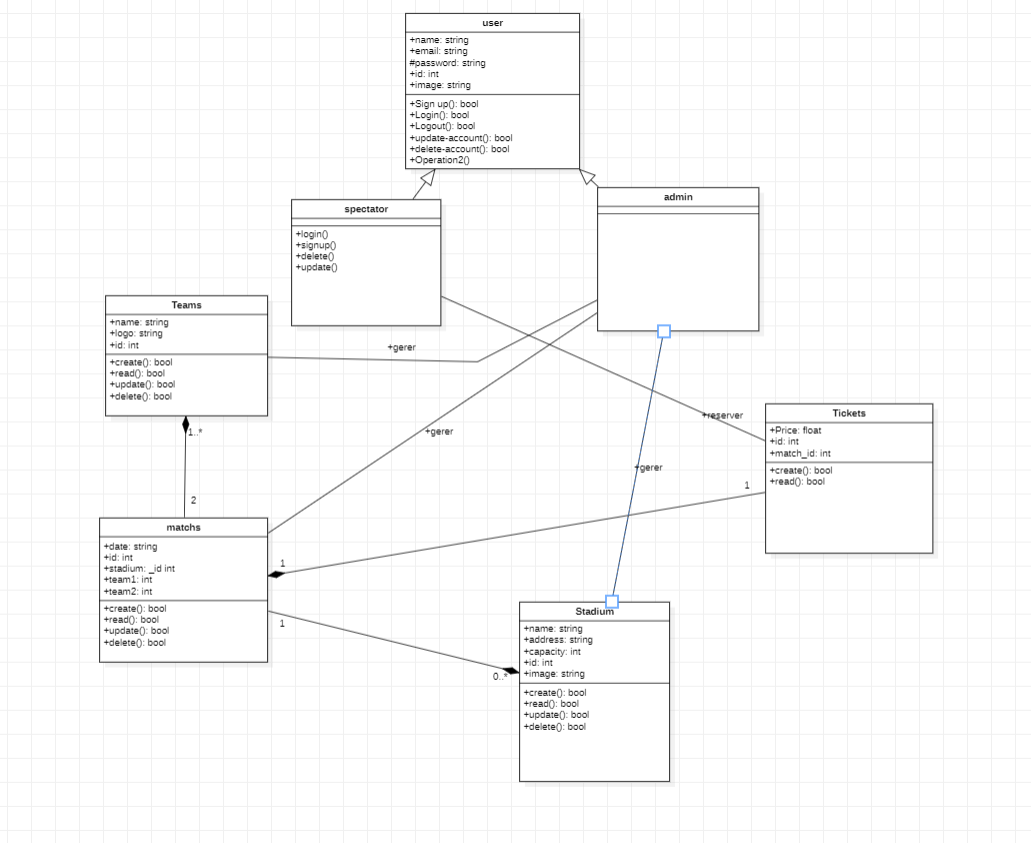 user
+name: string
+email: string
#password: string
+id: int
+image: string
+Sign up(): bool
+Login(): bool
+Logout(): bool
+update-account(): bool
+delete-account(): bool
+Operation2()
spectator
+login()
+signup()
+delete()
+update()
admin
Teams
+name: string
+logo: string
+id: int
+create(): bool
+read(): bool
+update(): bool
+delete(): bool
+gerer
+gerer
+reserver
+gerer
Tickets
+Price: float
+id: int
+match_id: int
+create(): bool
+read(): bool
1..*
2
1
1
matchs
+date: string
+id: int
+stadium: _id int
+team1: int
+team2: int
+create(): bool
+read(): bool
+update(): bool
+delete(): bool
1
0..*
Stadium
+name: string
+address: string
+capacity: int
+id: int
+image: string
+create(): bool
+read(): bool
+update(): bool
+delete(): bool